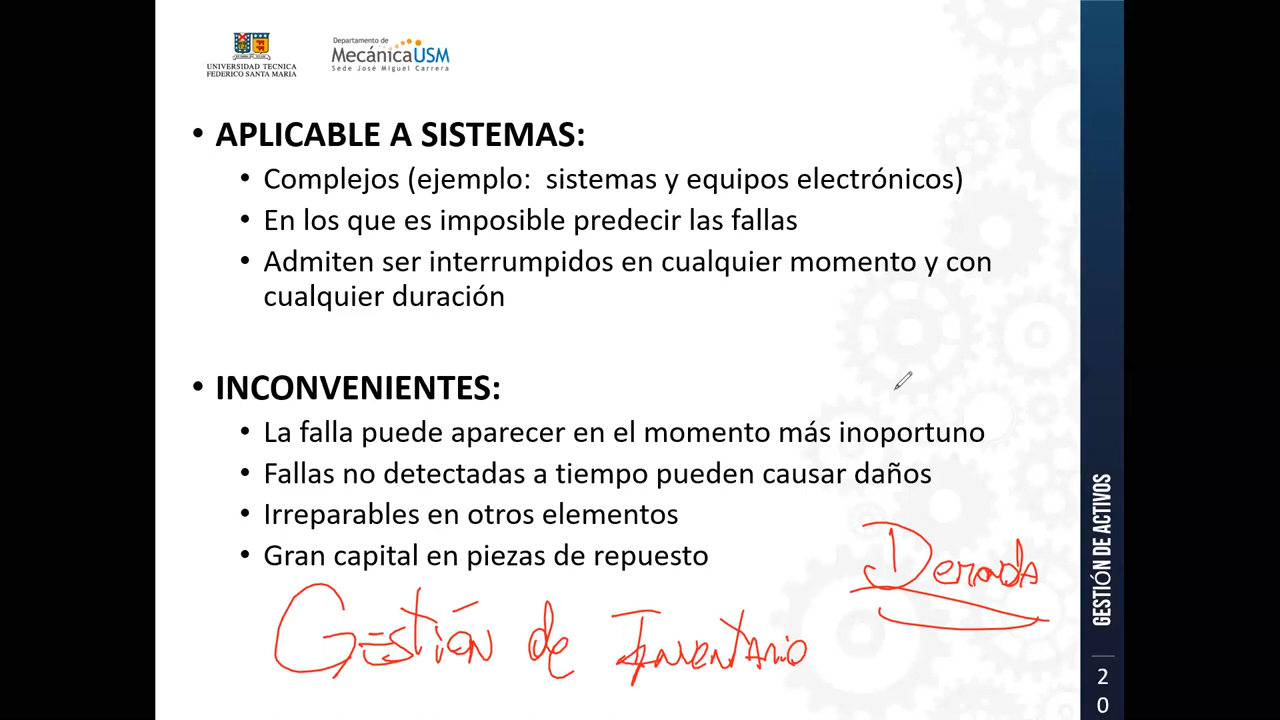 UNIVERSIDAD TECNICA
FEDERICO SANTA MARIA
Departamento de
MecánicaUSM
Sede José Miguel Carrera
• APLICABLE A SISTEMAS:
• Complejos (ejemplo: sistemas y equipos electrónicos)
• En los que es imposible predecir las fallas
• Admiten ser interrumpidos en cualquier momento y con
cualquier duración
• INCONVENIENTES:
• La falla puede aparecer en el momento más inoportuno
• Fallas no detectadas a tiempo pueden causar daños
• Irreparables en otros elementos
• Gran capital en piezas de repuesto
Gestión de Inventario
GESTIÓN DE ACTIVOS
2
0